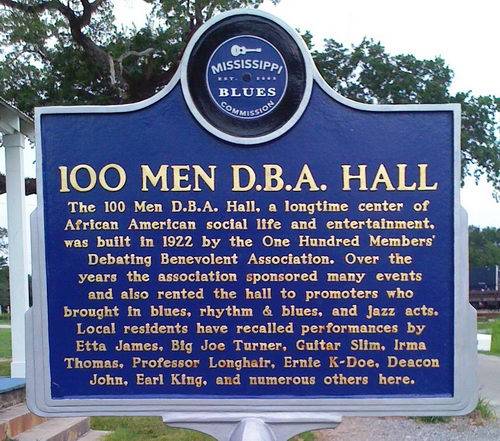 MISSISSIPPI
BLUES
COMMISSION
100 MEN D.B.A. HALL
The 100 Men D.B.A. Hall, a longtime center of
African American social life and entertainment,
was built in 1922 by the One Hundred Members'
Debating Benevolent Association. Over the
years the association sponsored many events
and also rented the hall to promoters who
brought in blues, rhythm & blues, and jazz acts.
Local residents have recalled performances by
Etta James, Big Joe Turner, Guitar Slim, Irma
Thomas, Professor Longhair, Ernie K-Doe, Deacon
John, Earl King, and numerous others here.